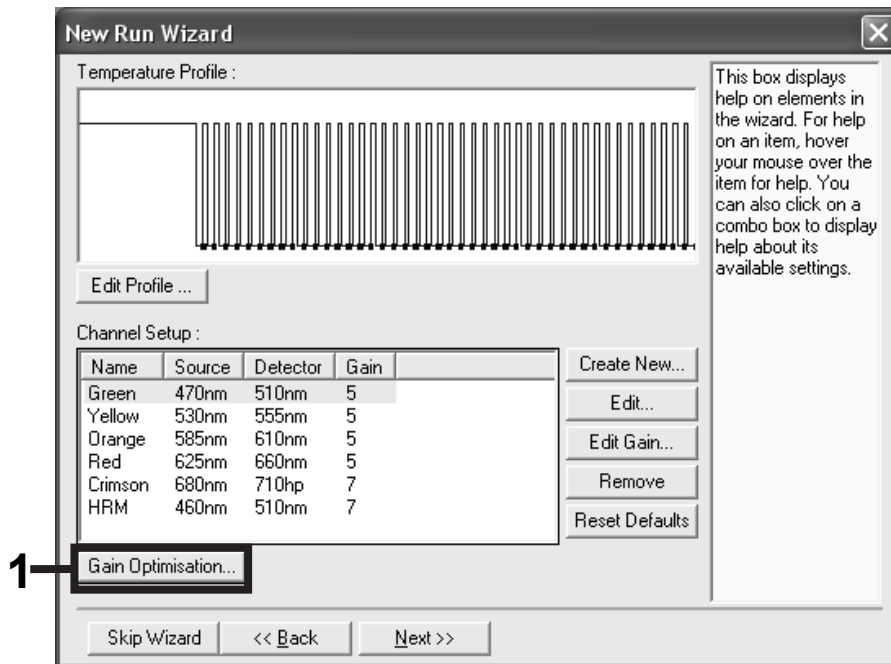 New Run Wizard
Temperature Profile :
This box displays
help on elements in
the wizard. For help
on an item, hover
your mouse over the
item for help. You
can also click on a
combo box to display
help about its
available settings.
Edit Profile ...
Channel Setup :
Name Source Detector Gain
Green 470nm 510nm 5
Yellow 530nm 555nm 5
Orange 585nm 610nm 5
Red 625nm 660nm 5
Crimson 680nm 710hp 7
HRM 460nm 510nm 7
Create New...
Edit...
Edit Gain...
Remove
Reset Defaults
1
Gain Optimisation...
Skip Wizard
<< Back
Next >>